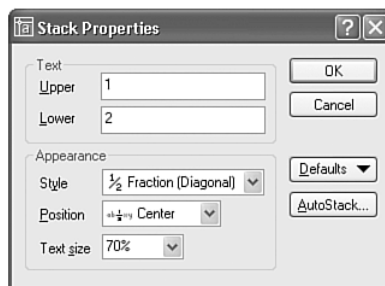 Stack Properties
Text
Upper 1
OK
Lower 2
Cancel
Appearance
Style ½ Fraction (Diagonal)
Defaults
Position Center
AutoStack...
Text size 70%